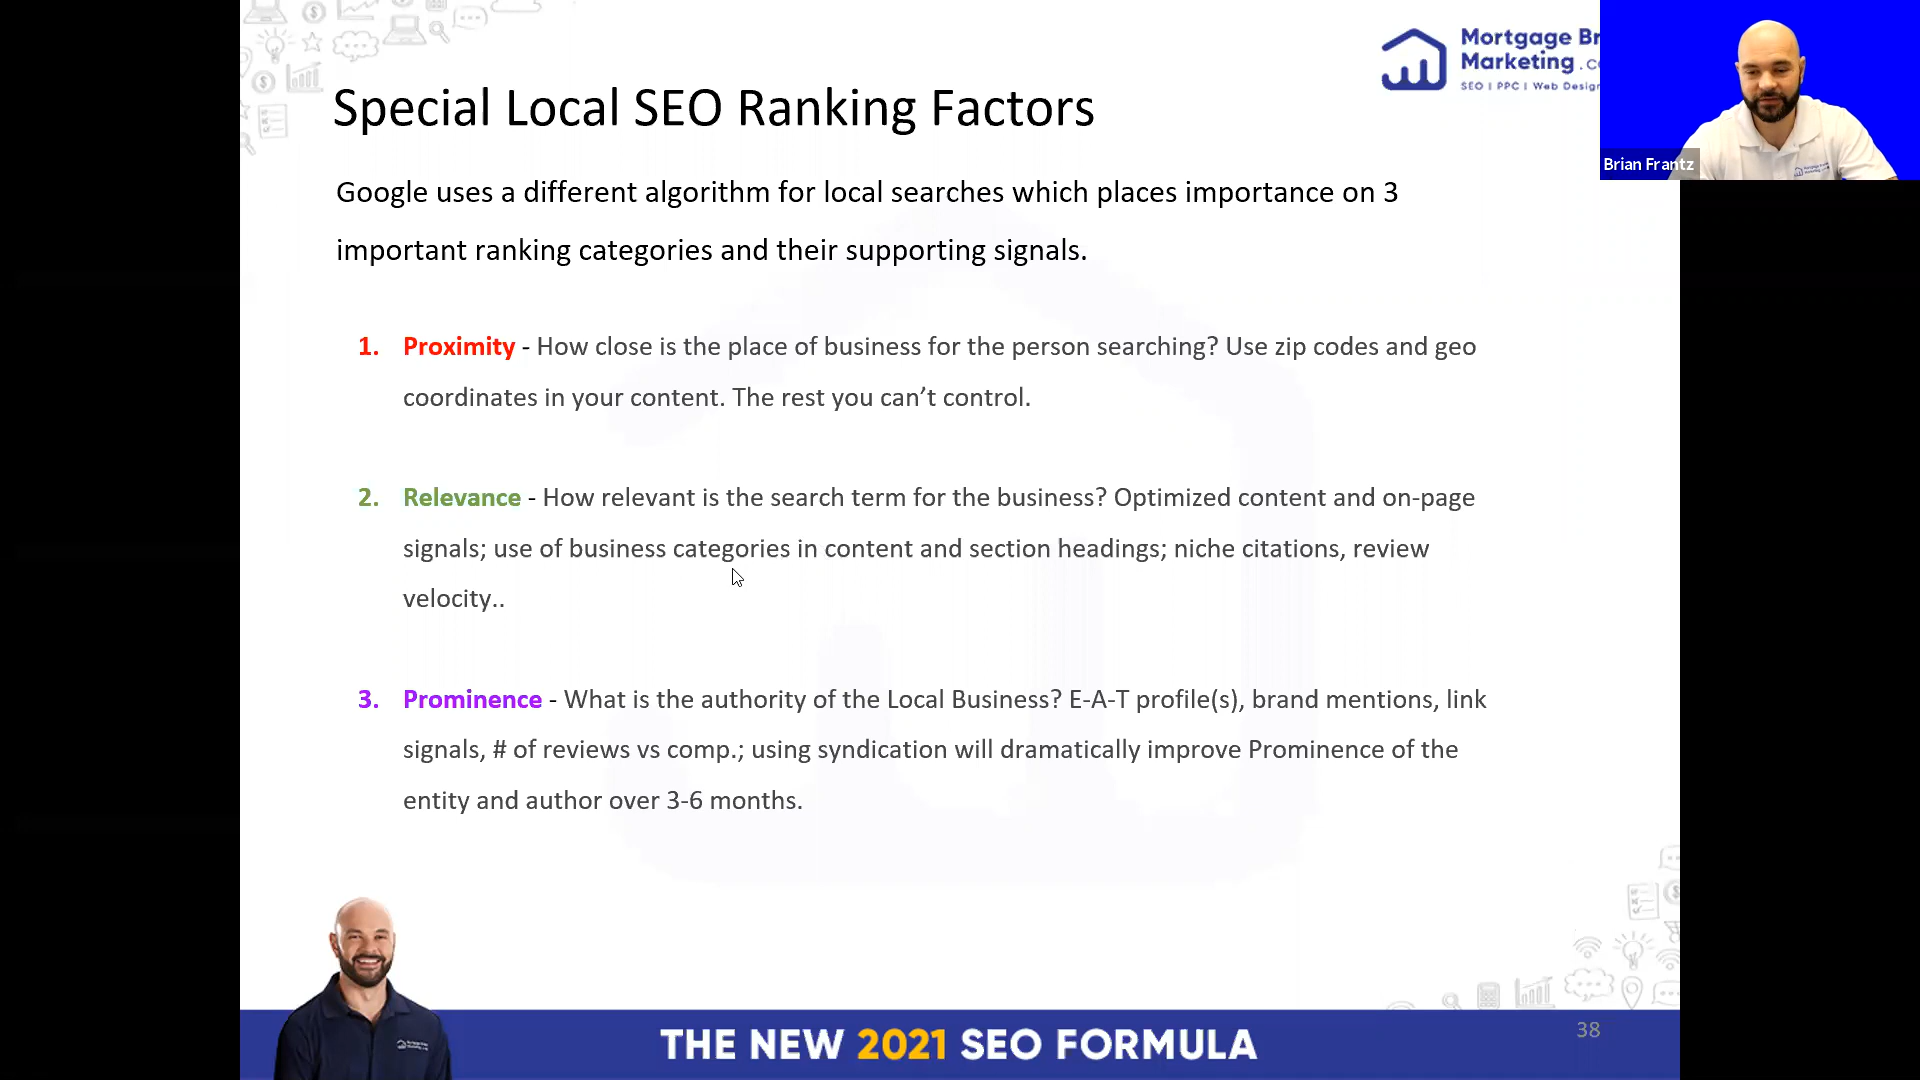 Mortgage Br
Marketing .c
SEO | PPC | Web Design
Brian Frantz
Special Local SEO Ranking Factors
Google uses a different algorithm for local searches which places importance on 3
important ranking categories and their supporting signals.
1. Proximity - How close is the place of business for the person searching? Use zip codes and geo
coordinates in your content. The rest you can’t control.
2. Relevance - How relevant is the search term for the business? Optimized content and on-page
signals; use of business categories in content and section headings; niche citations, review
velocity..
3. Prominence - What is the authority of the Local Business? E-A-T profile(s), brand mentions, link
signals, # of reviews vs comp.; using syndication will dramatically improve Prominence of the
entity and author over 3-6 months.
THE NEW 2021 SEO FORMULA
38